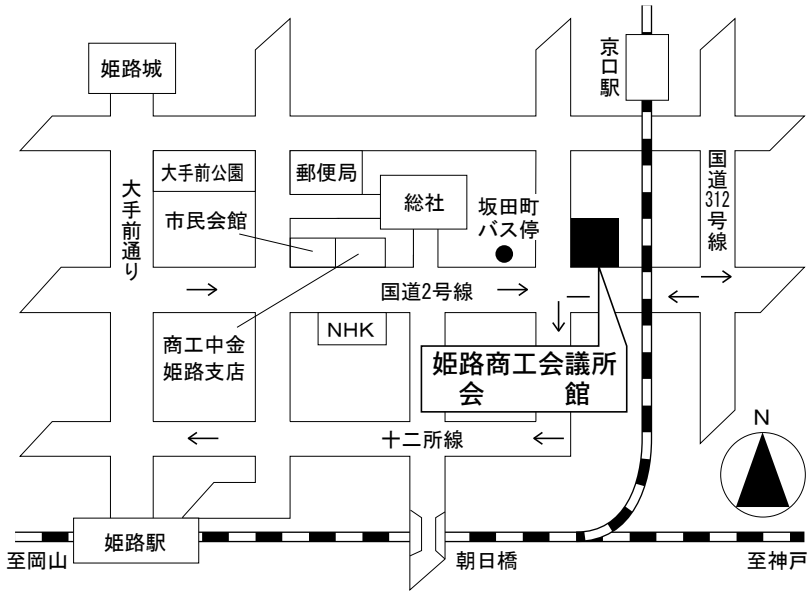 姫路城
京口駅
大手前公園
郵便局
国道312号線
大手前通り
総社
坂田町
バス停
市民会館
国道2号線
NHK
商工中金
姫路支店
姫路商工会議所
会館
十二所線
N
姫路駅
至岡山
朝日橋
至神戸